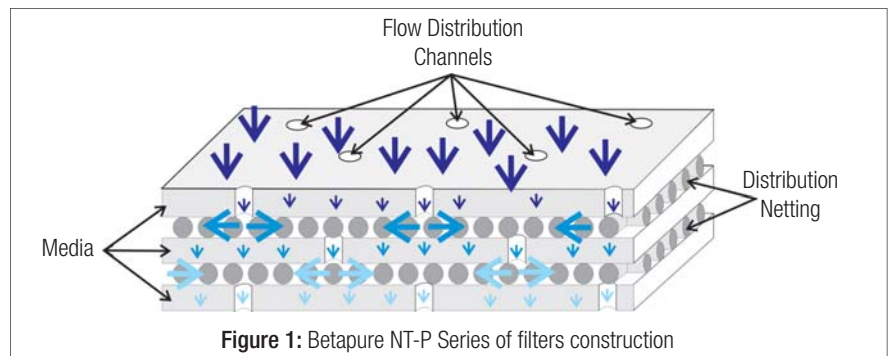 Flow Distribution
Channels
Distribution
Netting
Media
Figure 1: Betapure NT-P Series of filters construction